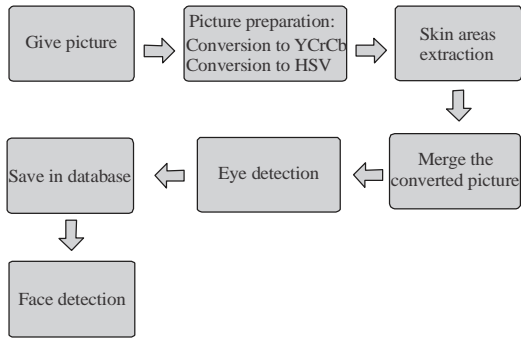 Give picture
Picture preparation:
Conversion to YCrCb
Conversion to HSV
Skin areas
extraction
Merge the
converted picture
Eye detection
Save in database
Face detection